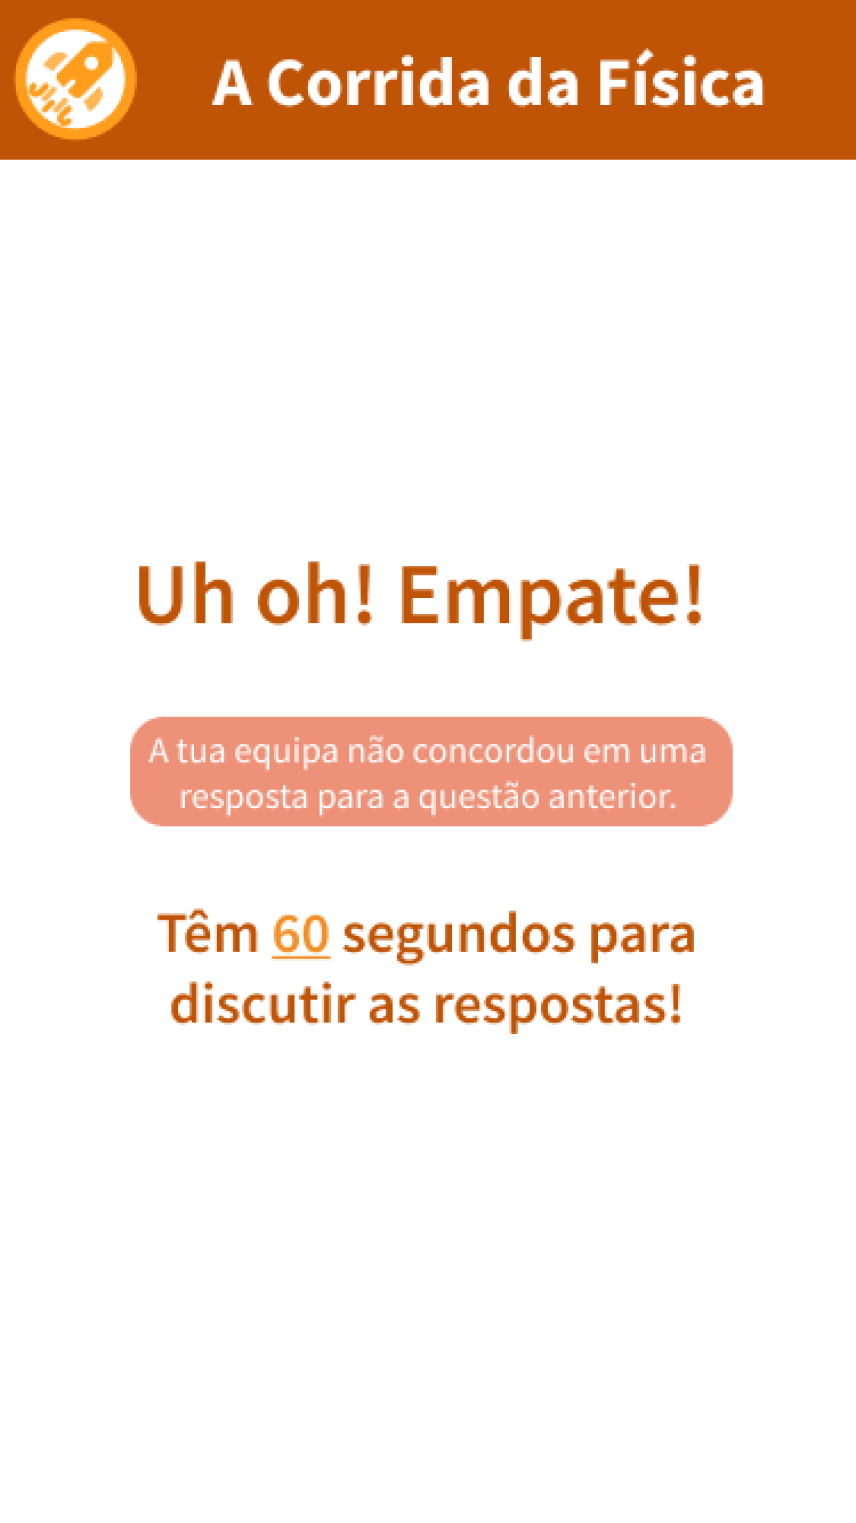 A Corrida da Física
Uh oh! Empate!
A tua equipa não concordou em uma
resposta para a questão anterior.
Têm 60 segundos para
discutir as respostas!